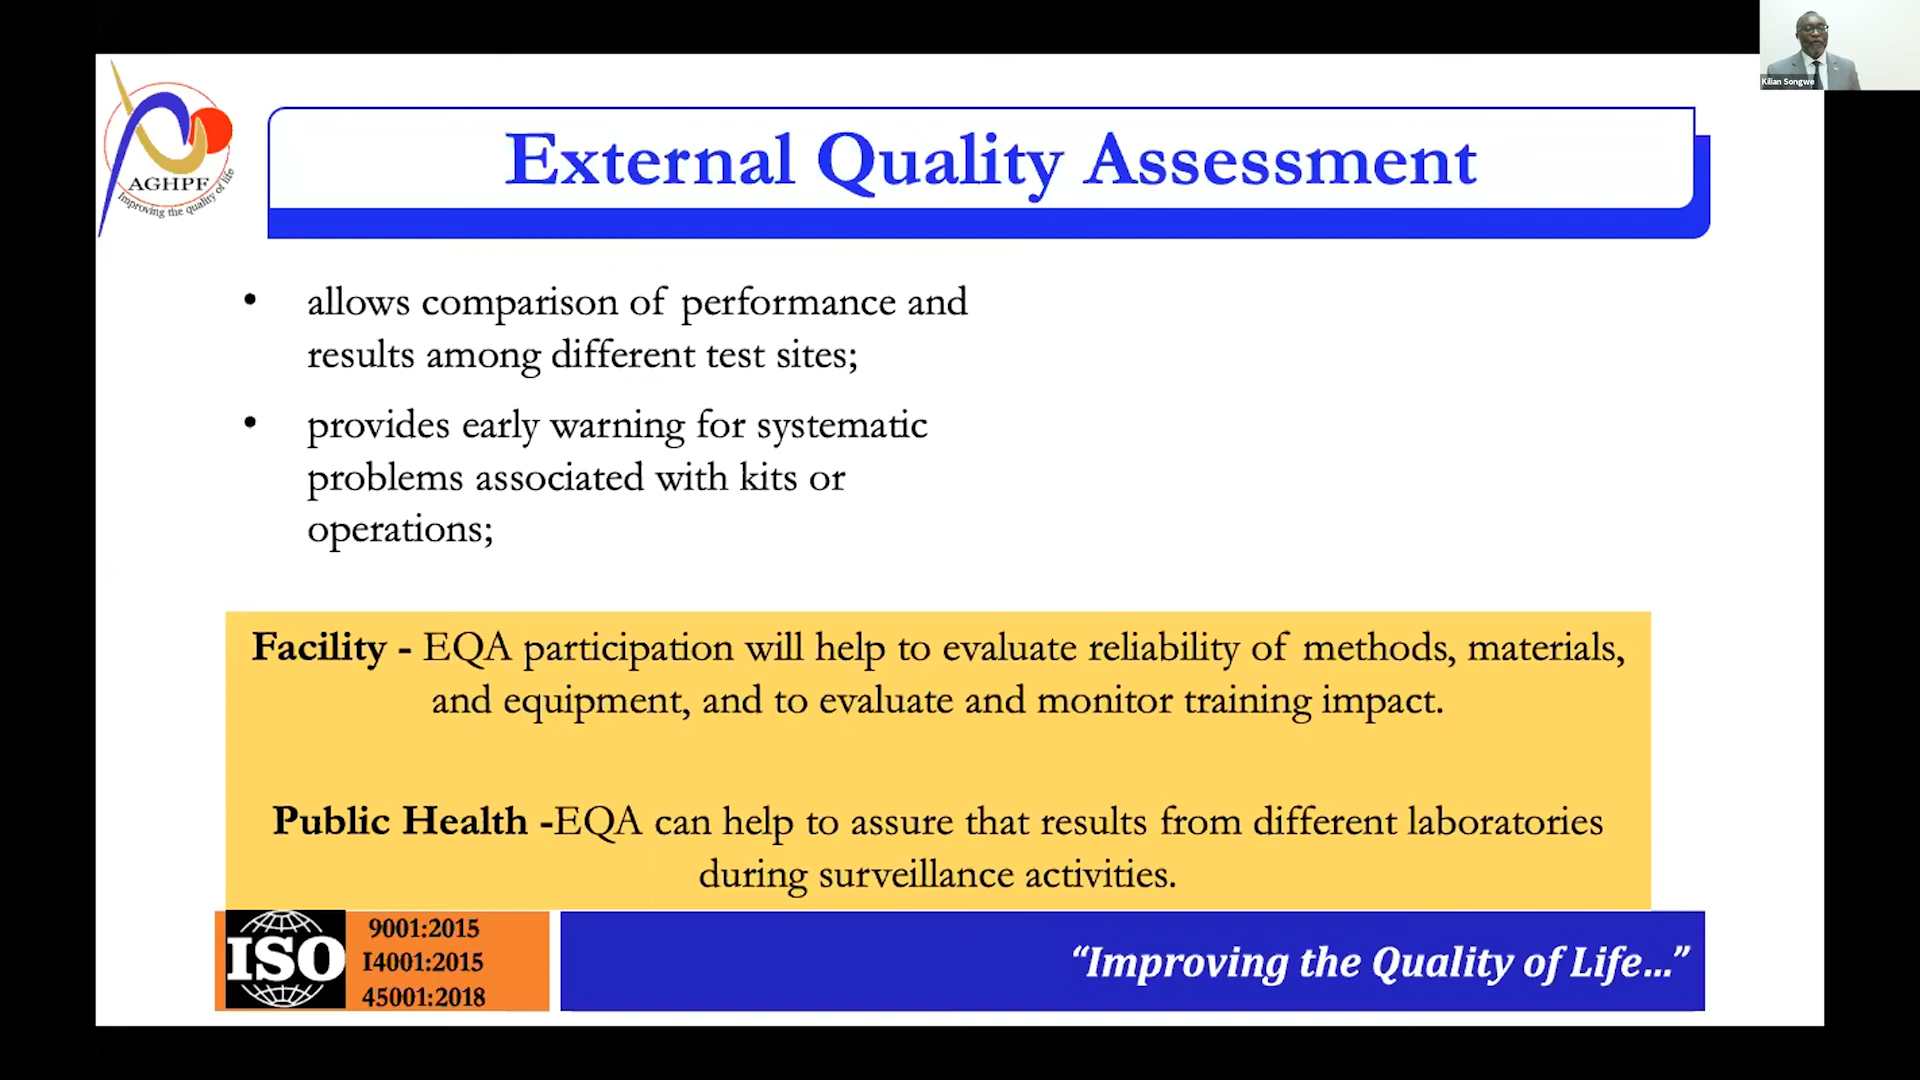 Kilian Songwe
AGHPF
Improving the quality of life
External Quality Assessment
• allows comparison of performance and
results among different test sites;
• provides early warning for systematic
problems associated with kits or
operations;
Facility - EQA participation will help to evaluate reliability of methods, materials,
and equipment, and to evaluate and monitor training impact.
Public Health -EQA can help to assure that results from different laboratories
during surveillance activities.
ISO
9001:2015
14001:2015
45001:2018
“Improving the Quality of Life...”